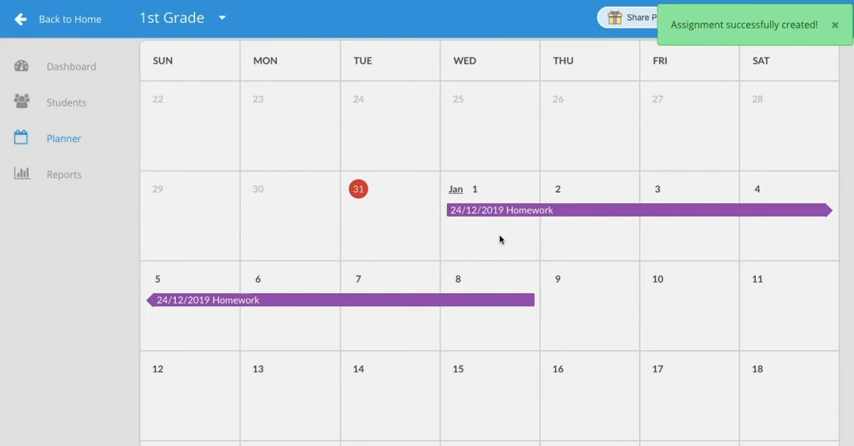 Back to Home
1st Grade
Share P
Assignment successfully created! ×
Dashboard
Students
Planner
Reports
SUN MON TUE WED THU FRI SAT
22 23 24 25 26 27 28
29 30 31 Jan 1 2 3 4
24/12/2019 Homework
5 6 7 8 9 10 11
24/12/2019 Homework
12 13 14 15 16 17 18